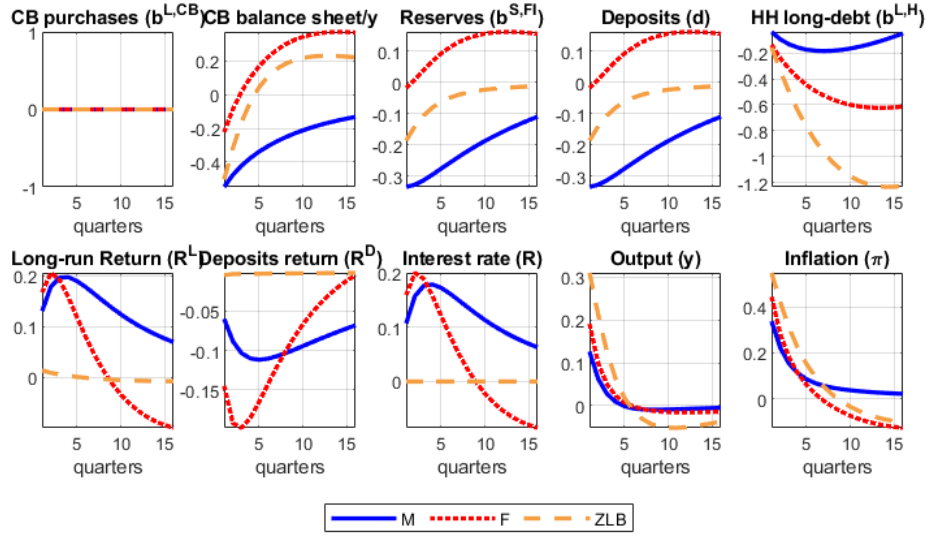 CB purchases (b^{L,CB}) CB balance sheet/y Reserves (b^{S,FI}) Deposits (d) HH long-debt (b^{L,H})
1
0
-1
5 10 15
quarters
0.2
0
-0.2
-0.4
5 10 15
quarters
0.1
0
-0.1
-0.2
-0.3
5 10 15
quarters
0.1
0
-0.1
-0.2
-0.3
5 10 15
quarters
-0.2
-0.4
-0.6
-0.8
-1
-1.2
5 10 15
quarters
Long-run Return (R^L) Deposits return (R^D) Interest rate (R) Output (y) Inflation (π)
0.2
0.1
0
5 10 15
quarters
-0.05
-0.1
-0.15
5 10 15
quarters
0.2
0.1
0
5 10 15
quarters
0.3
0.2
0.1
0
5 10 15
quarters
0.4
0.2
0
5 10 15
quarters
M F ZLB